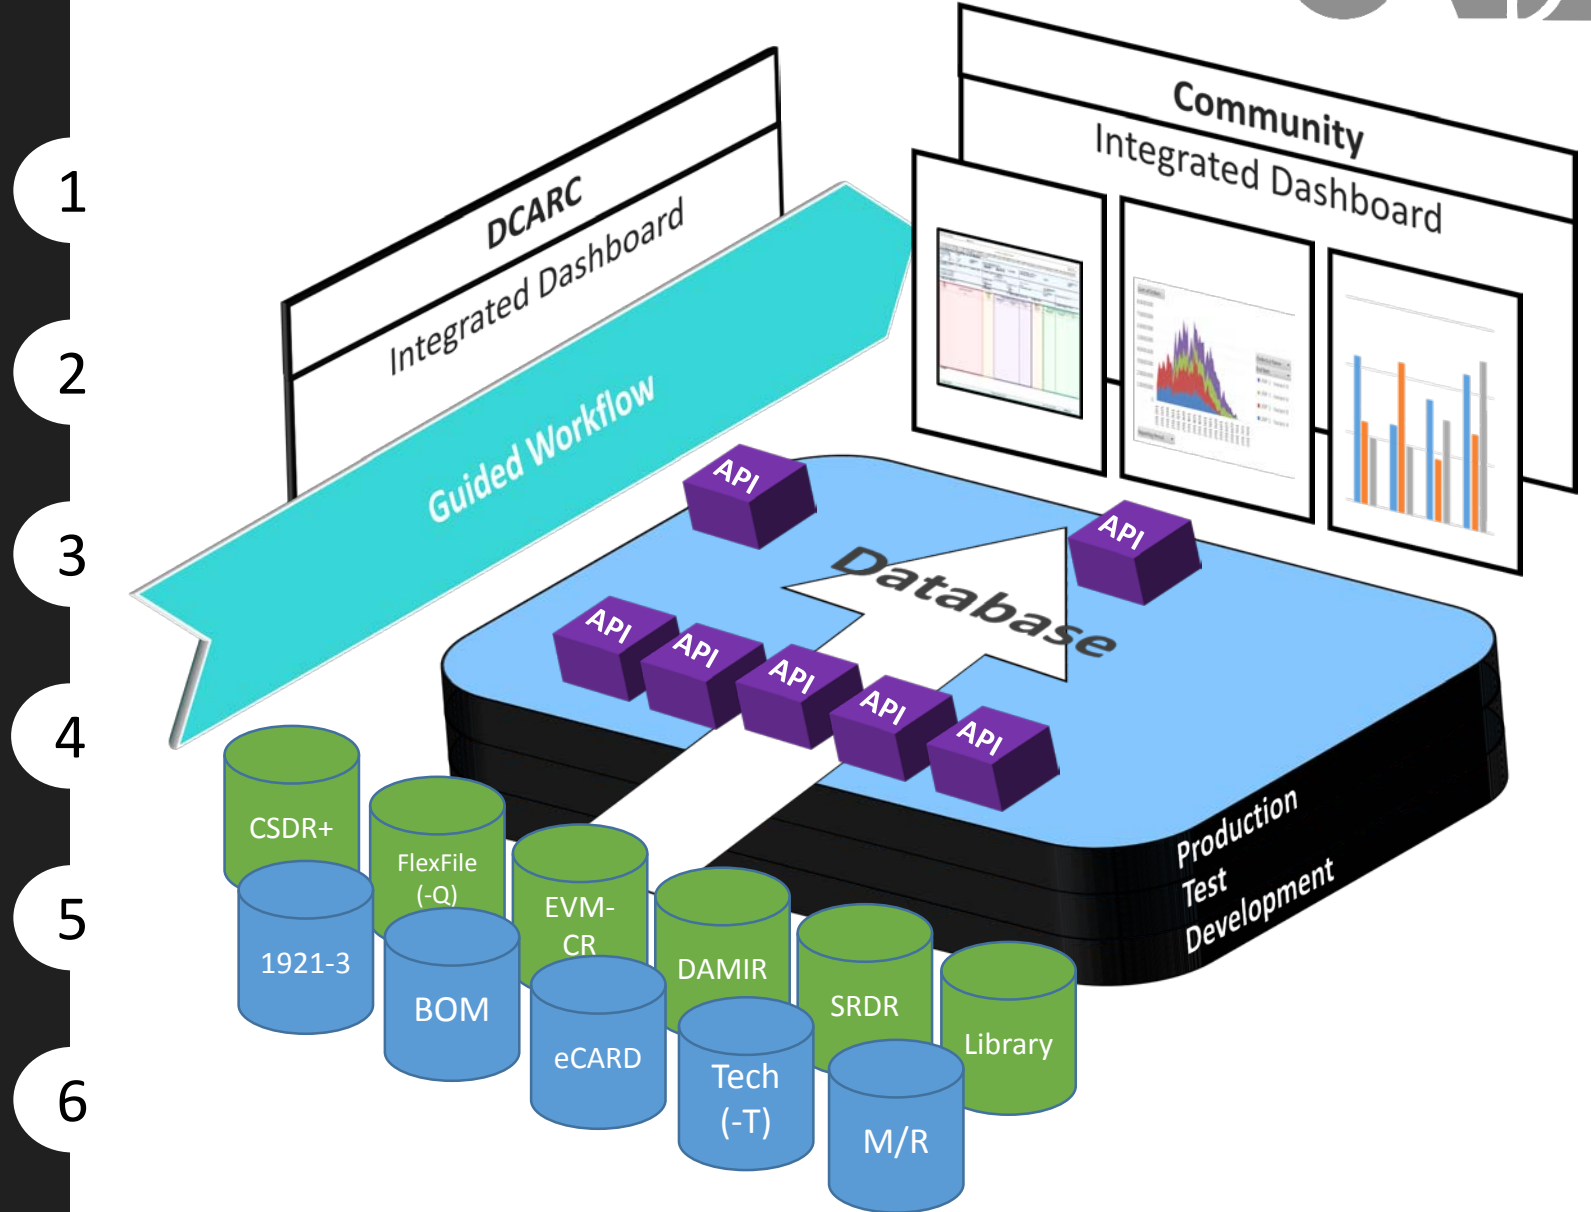 1
2
3
4
5
6
DCARC
Integrated Dashboard
Guided Workflow
Community
Integrated Dashboard
API
API
Database
API
API
API
API
API
Production
Test
Development
CSDR+
FlexFile
(-Q)
EVM-
CR
DAMIR
SRDR
Library
1921-3
BOM
eCARD
Tech
(-T)
M/R